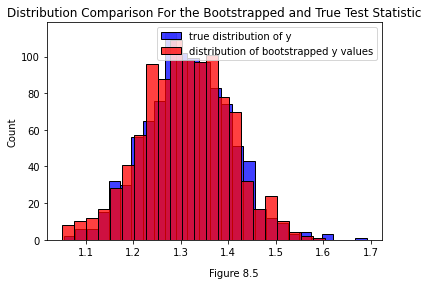 Distribution Comparison For the Bootstrapped and True Test Statistic
true distribution of y
distribution of bootstrapped y values
Count
100
80
60
40
20
0
1.1 1.2 1.3 1.4 1.5 1.6 1.7
Figure 8.5